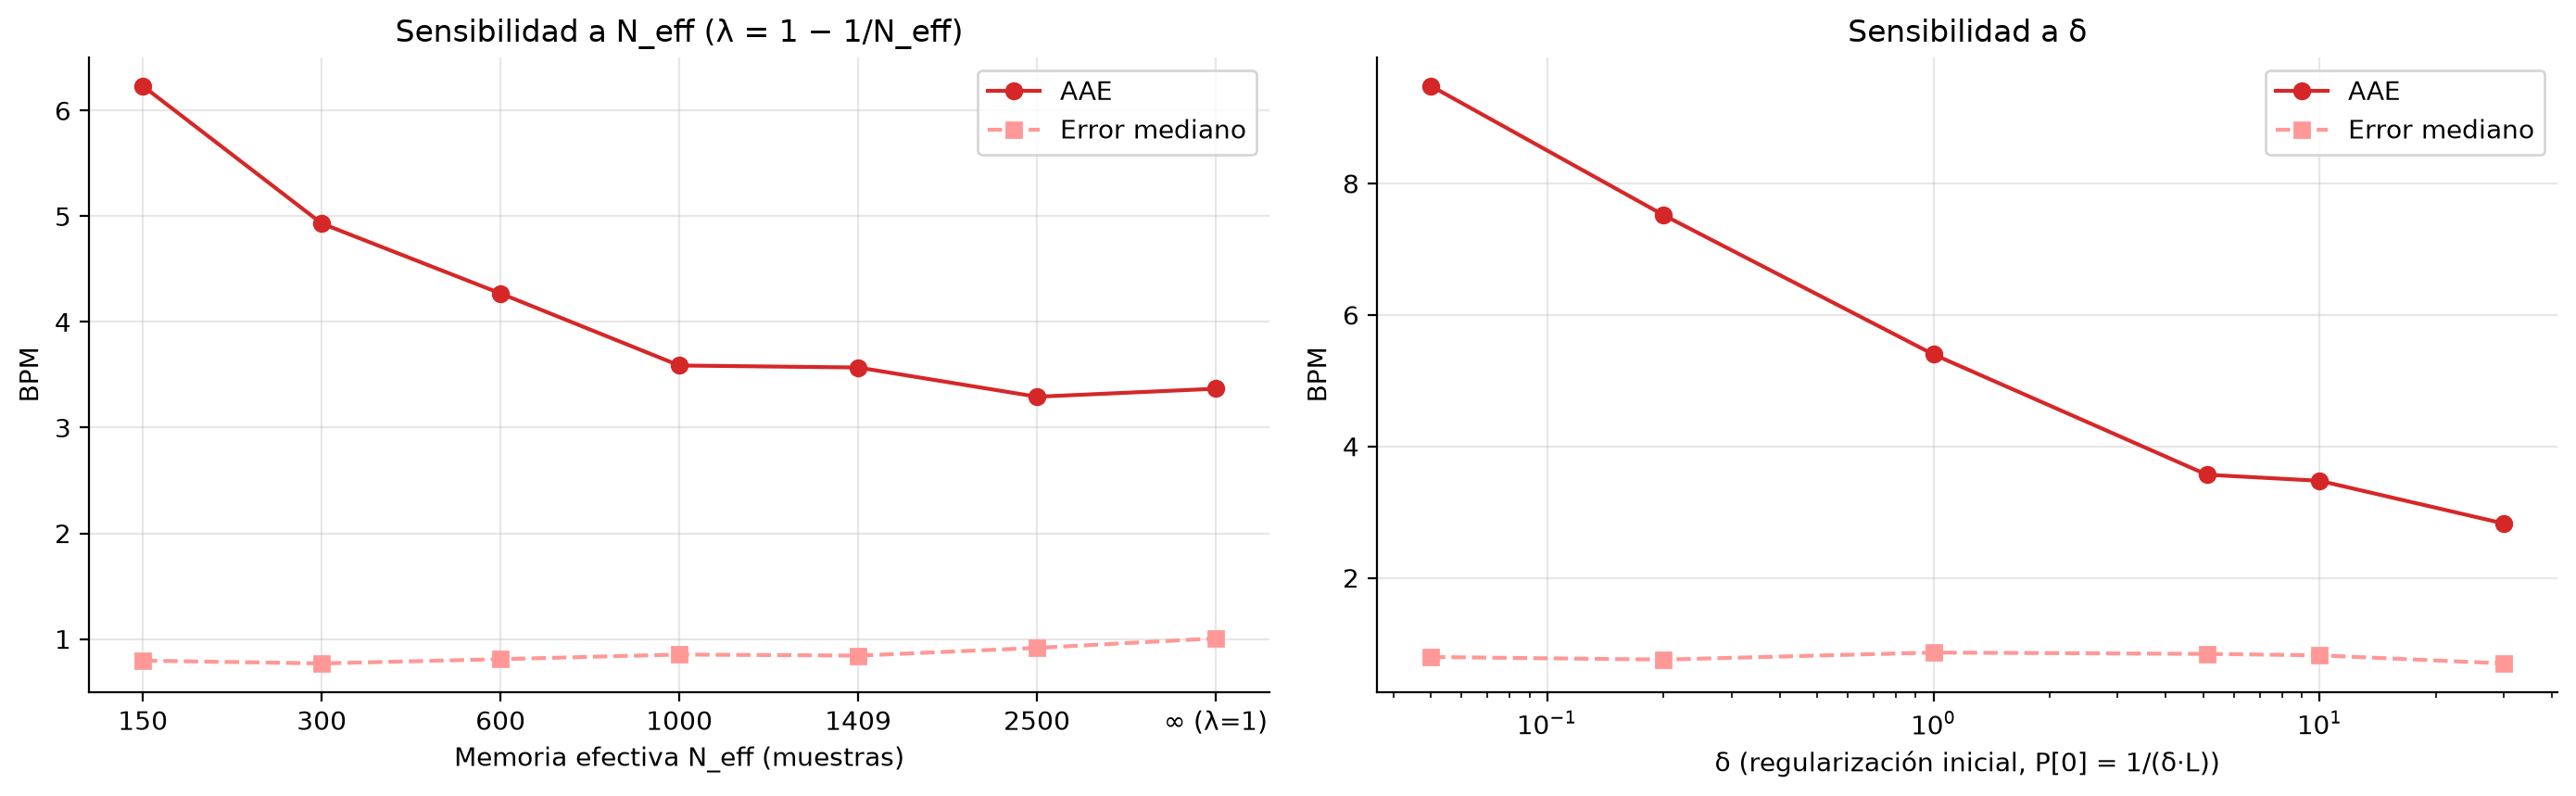 Sensibilidad a N_eff (λ = 1 − 1/N_eff)
AAE
Error mediano
BPM
6
5
4
3
2
1
150 300 600 1000 1409 2500 ∞ (λ=1)
Memoria efectiva N_eff (muestras)
Sensibilidad a δ
AAE
Error mediano
BPM
8
6
4
2
10⁻¹ 10⁰ 10¹
δ (regularización inicial, P[0] = 1/(δ·L))